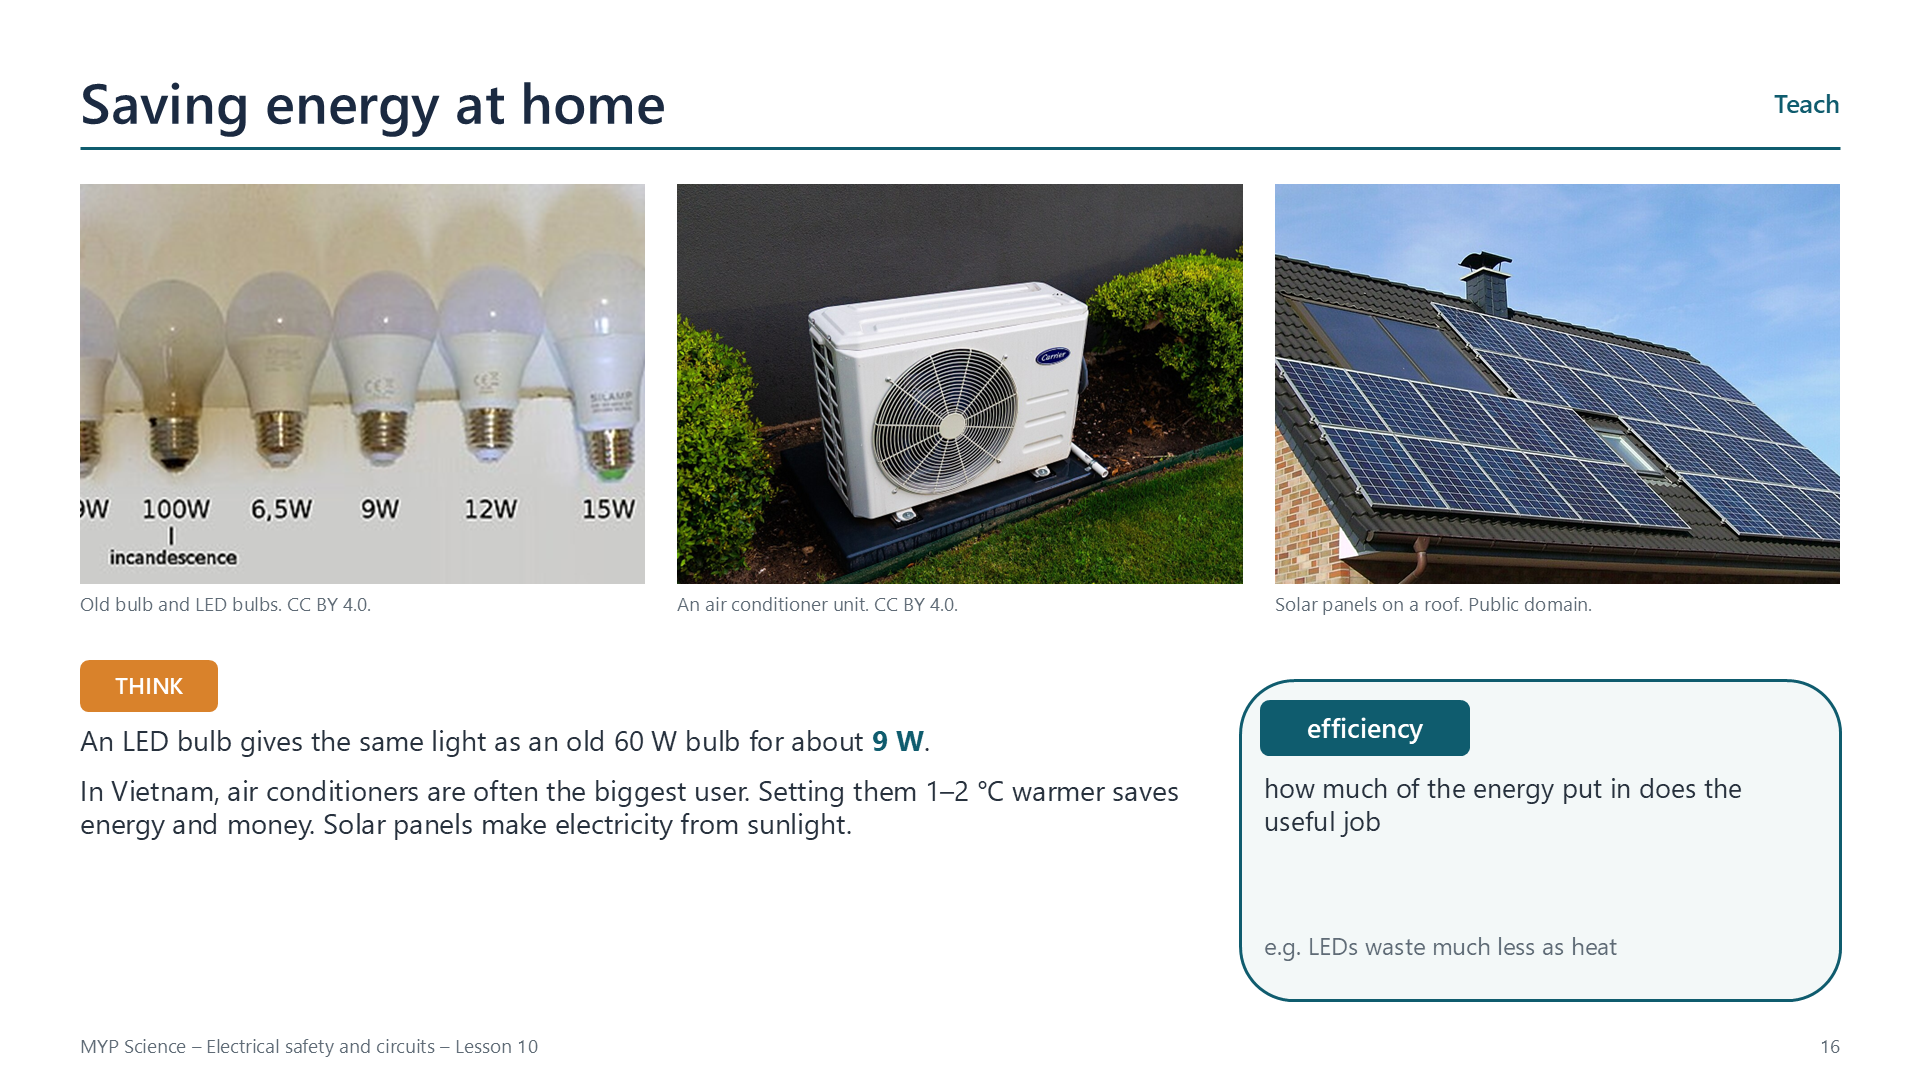 Saving energy at home
Teach
9W 100W 6,5W 9W 12W 15W
incandescence
SILAMP
Carrier
Old bulb and LED bulbs. CC BY 4.0.
An air conditioner unit. CC BY 4.0.
Solar panels on a roof. Public domain.
THINK
An LED bulb gives the same light as an old 60 W bulb for about 9 W.
In Vietnam, air conditioners are often the biggest user. Setting them 1–2 °C warmer saves
energy and money. Solar panels make electricity from sunlight.
efficiency
how much of the energy put in does the
useful job
e.g. LEDs waste much less as heat
MYP Science – Electrical safety and circuits – Lesson 10
16